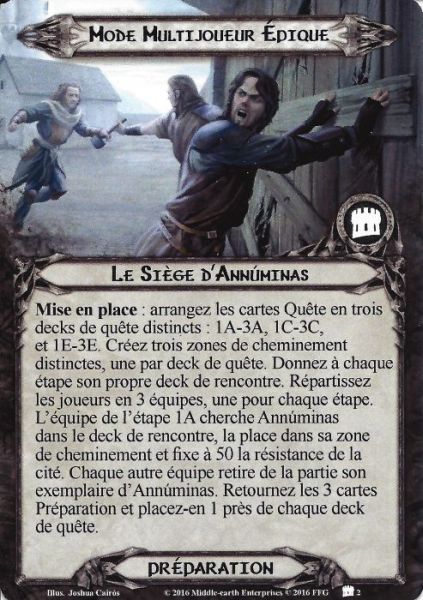 Mode Multijoueur Épique
Le Siège d'Annúminas
Mise en place : arrangez les cartes Quête en trois
decks de quête distincts : 1A-3A, 1C-3C,
et 1E-3E. Créez trois zones de cheminement
distinctes, une par deck de quête. Donnez à chaque
étape son propre deck de rencontre. Répartissez
les joueurs en 3 équipes, une pour chaque étape.
L'équipe de l'étape 1A cherche Annúminas
dans le deck de rencontre, la place dans sa zone
de cheminement et fixe à 50 la résistance de la
cité. Chaque autre équipe retire de la partie son
exemplaire d'Annúminas. Retournez les 3 cartes
Préparation et placez-en 1 près de chaque deck
de quête.
PRÉPARATION
Illus. Joshua Cairós © 2016 Middle-earth Enterprises © 2016 FFG 2